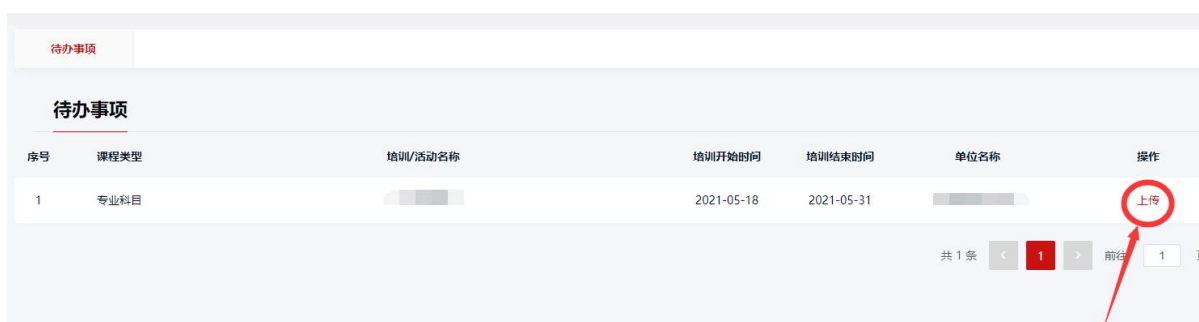 待办事项
待办事项
序号 课程类型 培训/活动名称 培训开始时间 培训结束时间 单位名称 操作
1 专业科目 2021-05-18 2021-05-31 上传
共 1 条 < 1 > 前往 1